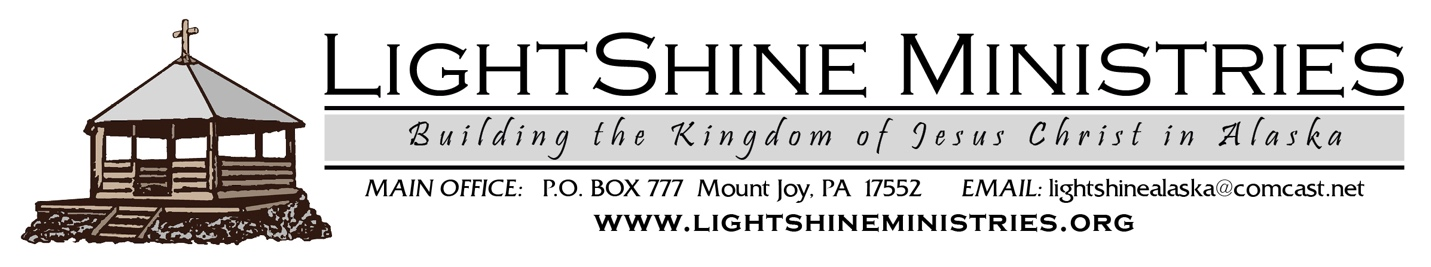 LIGHTSHINE MINISTRIES
Building the Kingdom of Jesus Christ in Alaska
MAIN OFFICE: P.O. BOX 777 Mount Joy, PA 17552 EMAIL: lightshinealaska@comcast.net
WWW.LIGHTSHINEMINISTRIES.ORG